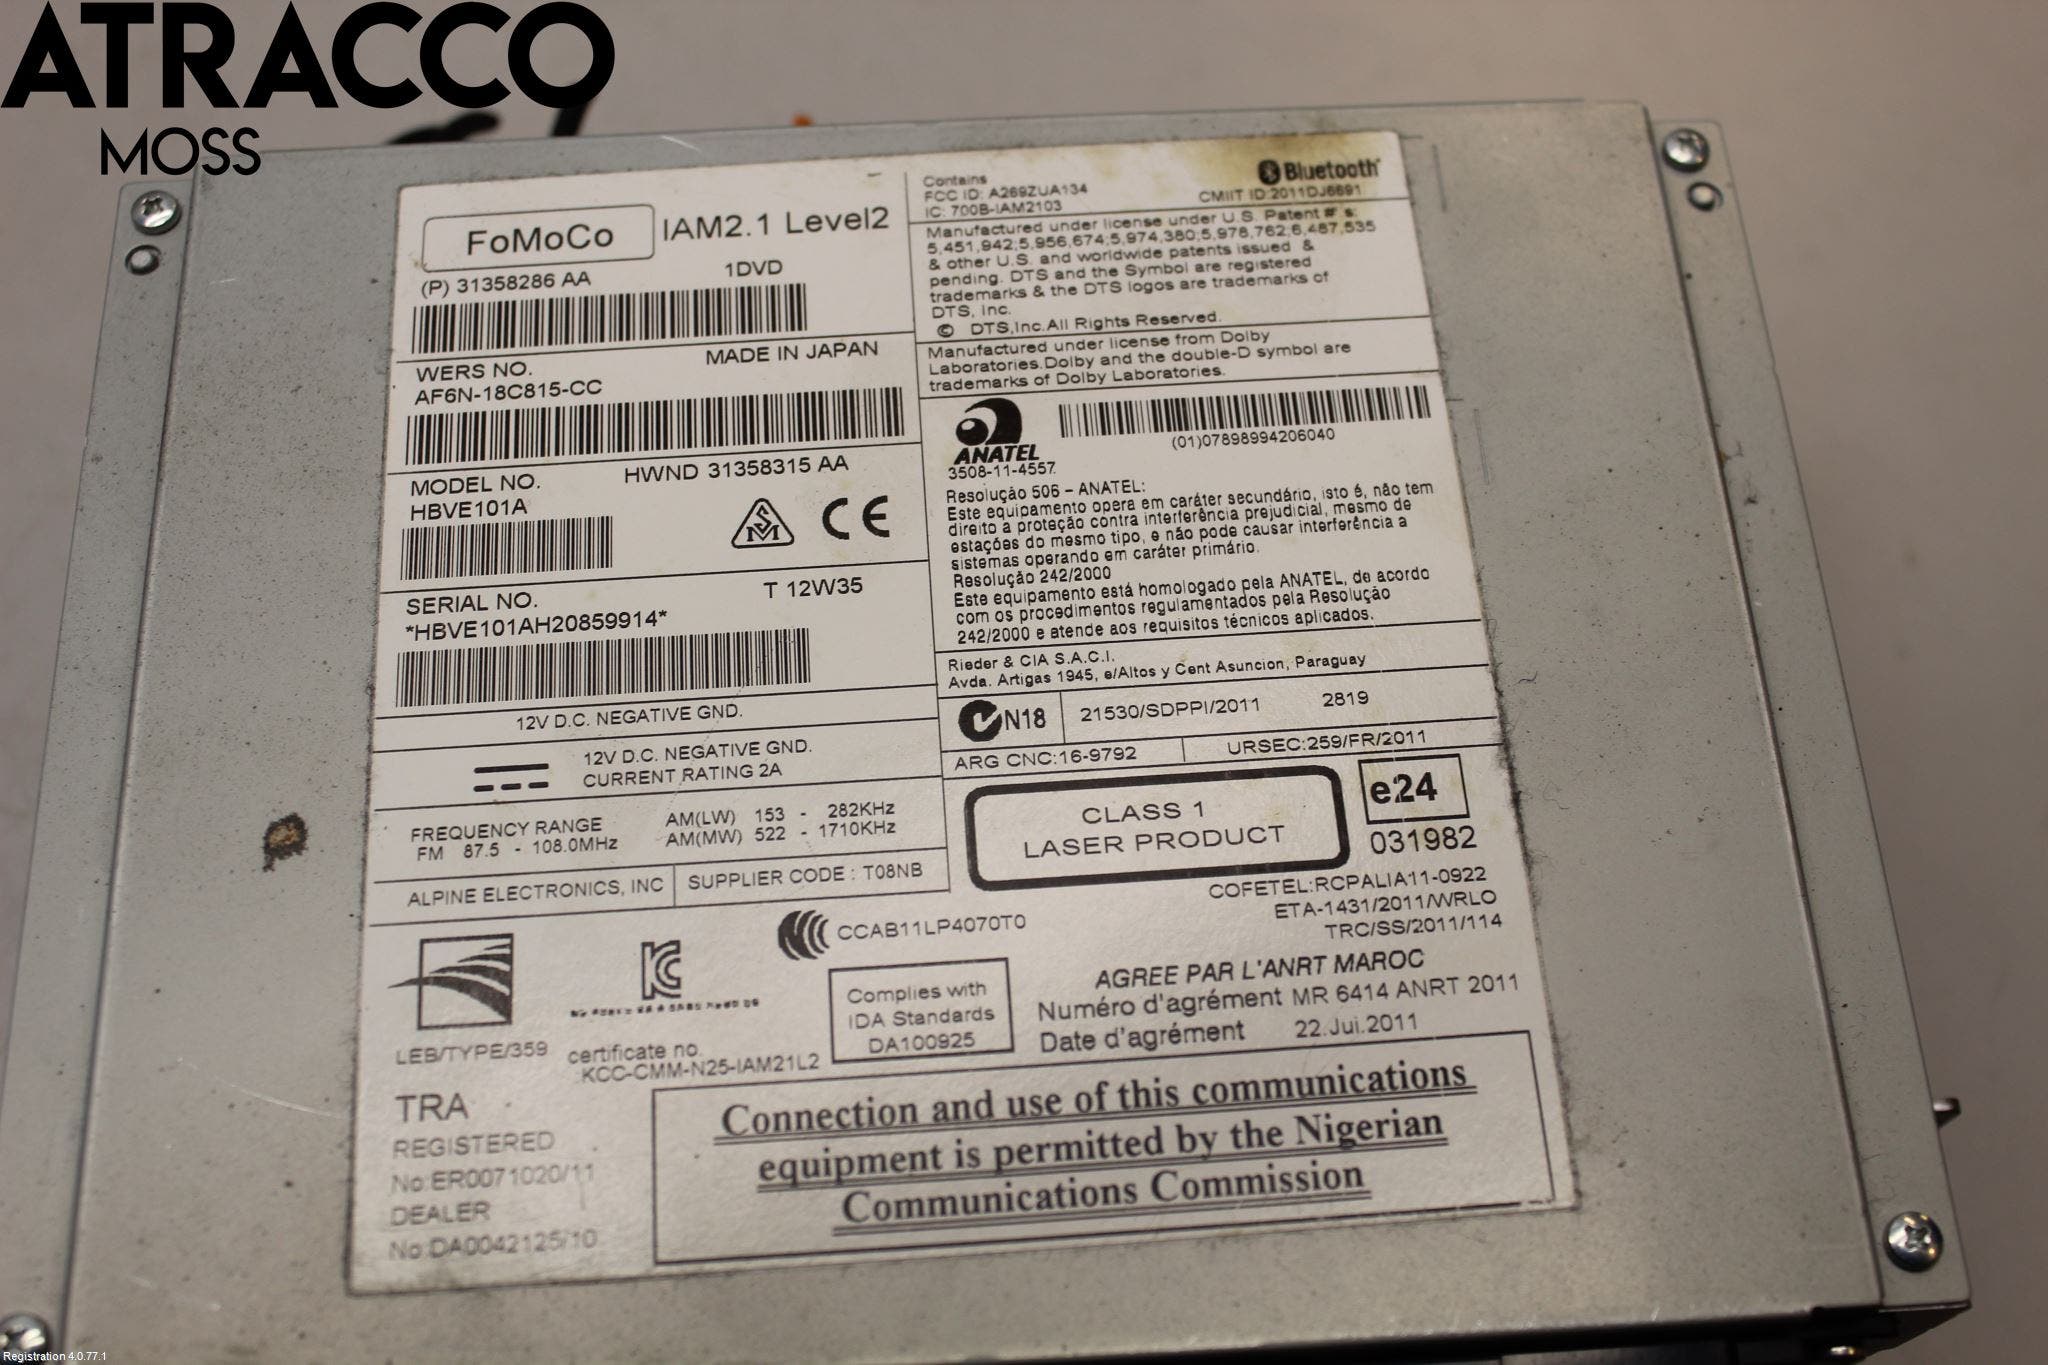 ATRACCO
MOSS
FoMoCo
IAM2.1 Level2
(P) 31358286 AA
1DVD
WERS NO.
MADE IN JAPAN
AF6N-18C815-CC
MODEL NO.
HWND 31358315 AA
HBVE101A
SM
CE
SERIAL NO.
T 12W35
*HBVE101AH20859914*
12V D.C. NEGATIVE GND.
12V D.C. NEGATIVE GND.
CURRENT RATING 2A
FREQUENCY RANGE
FM 87.5 - 108.0MHz
AM(LW) 153 - 282KHz
AM(MW) 522 - 1710KHz
ALPINE ELECTRONICS, INC
SUPPLIER CODE : T08NB
Contains
FCC ID: A269ZUA134
IC: 700B-IAM2103
Bluetooth
CMIIT ID:2011DJ6691
Manufactured under license under U.S. Patent # s:
5,451,942;5,956,674;5,974,380;5,978,762;6,487,535
& other U.S. and worldwide patents issued &
pending. DTS and the Symbol are registered
trademarks & the DTS logos are trademarks of
DTS, Inc.
© DTS,Inc.All Rights Reserved.
Manufactured under license from Dolby
Laboratories.Dolby and the double-D symbol are
trademarks of Dolby Laboratories.
ANATEL
3508-11-4557
(01)07898994206040
Resolução 506 – ANATEL:
Este equipamento opera em caráter secundário, isto é, não tem
direito a proteção contra interferência prejudicial, mesmo de
estações do mesmo tipo, e não pode causar interferência a
sistemas operando em caráter primário.
Resolução 242/2000
Este equipamento está homologado pela ANATEL, de acordo
com os procedimentos regulamentados pela Resolução
242/2000 e atende aos requisitos técnicos aplicados.
Rieder & CIA S.A.C.I.
Avda. Artigas 1945, e/Altos y Cent Asuncion, Paraguay
N18
21530/SDPPI/2011
2819
ARG CNC:16-9792
URSEC:259/FR/2011
CLASS 1
LASER PRODUCT
e24
031982
COFETEL:RCPALIA11-0922
ETA-1431/2011/WRLO
TRC/SS/2011/114
CCAB11LP4070T0
LEB/TYPE/359
certificate no.
KCC-CMM-N25-IAM21L2
Complies with
IDA Standards
DA100925
AGREE PAR L'ANRT MAROC
Numéro d'agrément MR 6414 ANRT 2011
Date d'agrément 22.Jui.2011
TRA
REGISTERED
No:ER0071020/11
DEALER
No:DA0042125/10
Connection and use of this communications
equipment is permitted by the Nigerian
Communications Commission
Registration 4.0.77.1